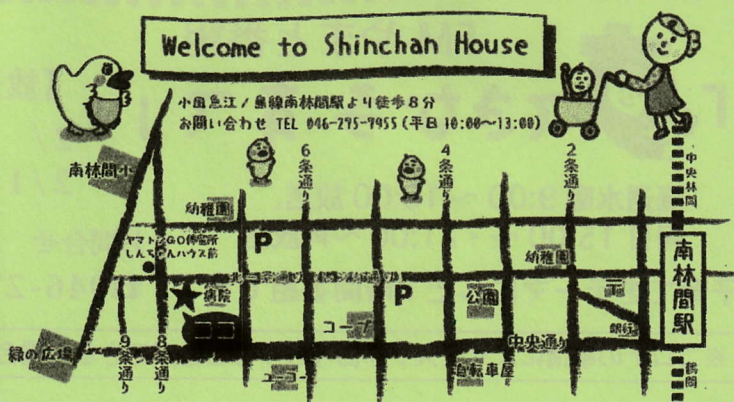 Welcome to Shinchan House
小田急江ノ島線南林間駅より徒歩8分
お問い合わせ TEL 046-275-9955(平日 10:00〜13:00)
6条通り
4条通り
2条通り
中央林間
南林間小
幼稚園
ヤマトンGO停留所
しんちゃんハウス前
P
幼稚園
南林間駅
病院
P
公園
〒
ココ
コープ
銀行
中央通り
緑の広場
9条通り
8条通り
ユーコー
自転車屋
鶴間